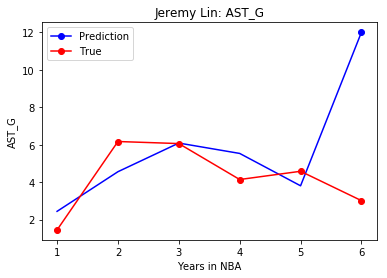 Jeremy Lin: AST_G
Prediction
True
12
10
8
6
4
2
AST_G
1 2 3 4 5 6
Years in NBA